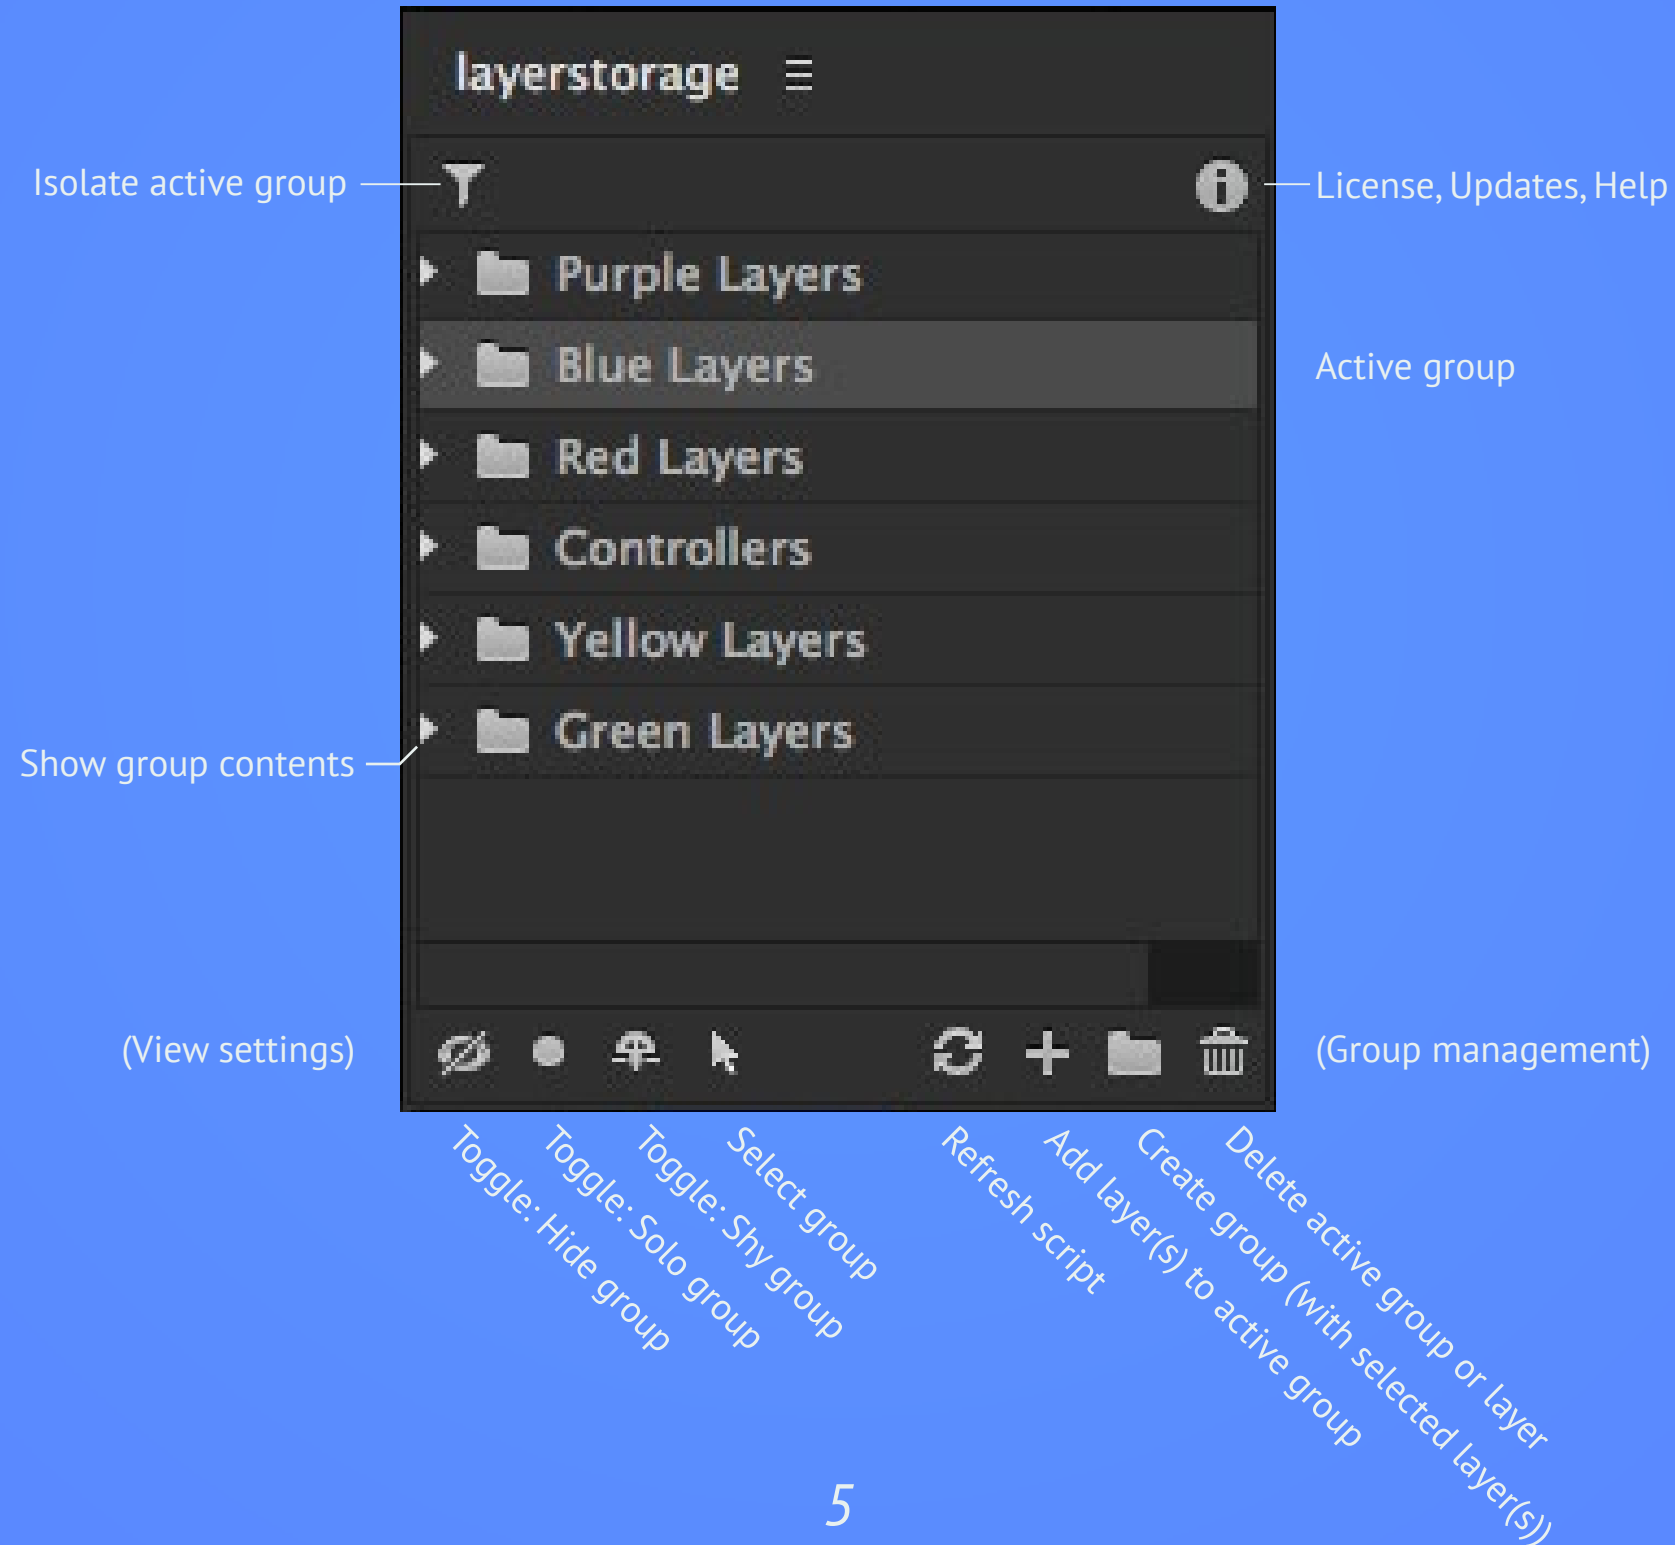 layerstorage
Isolate active group
License, Updates, Help
Purple Layers
Blue Layers
Active group
Red Layers
Controllers
Yellow Layers
Green Layers
Show group contents
(View settings)
(Group management)
Toggle: Hide group
Toggle: Solo group
Toggle: Shy group
Select group
Refresh script
Add layer(s) to active group
Create group (with selected layer(s))
Delete active group or layer
5